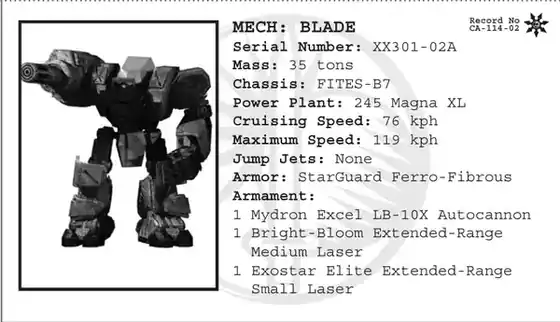 Record No
CA-114-02
MECH: BLADE
Serial Number: XX301-02A
Mass: 35 tons
Chassis: FITES-B7
Power Plant: 245 Magna XL
Cruising Speed: 76 kph
Maximum Speed: 119 kph
Jump Jets: None
Armor: StarGuard Ferro-Fibrous
Armament:
1 Mydron Excel LB-10X Autocannon
1 Bright-Bloom Extended-Range
Medium Laser
1 Exostar Elite Extended-Range
Small Laser